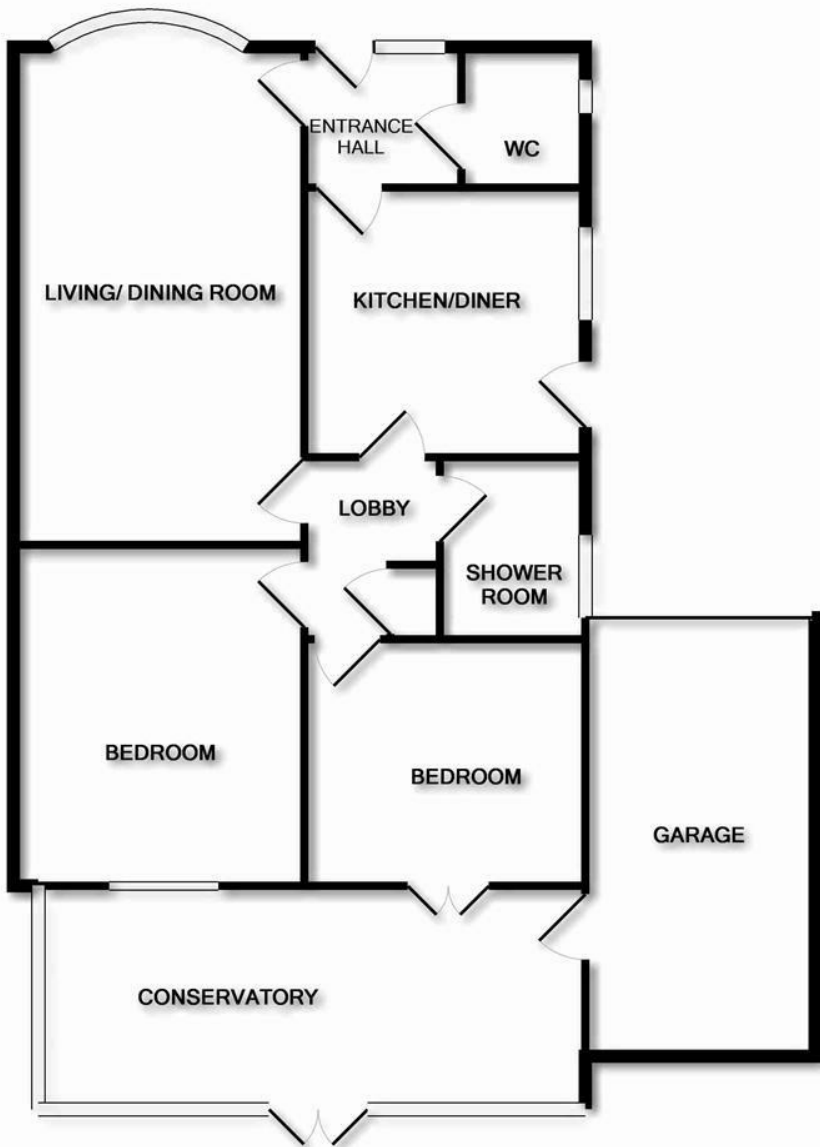 ENTRANCE
HALL
WC
LIVING/ DINING ROOM
KITCHEN/DINER
LOBBY
SHOWER
ROOM
BEDROOM
BEDROOM
GARAGE
CONSERVATORY